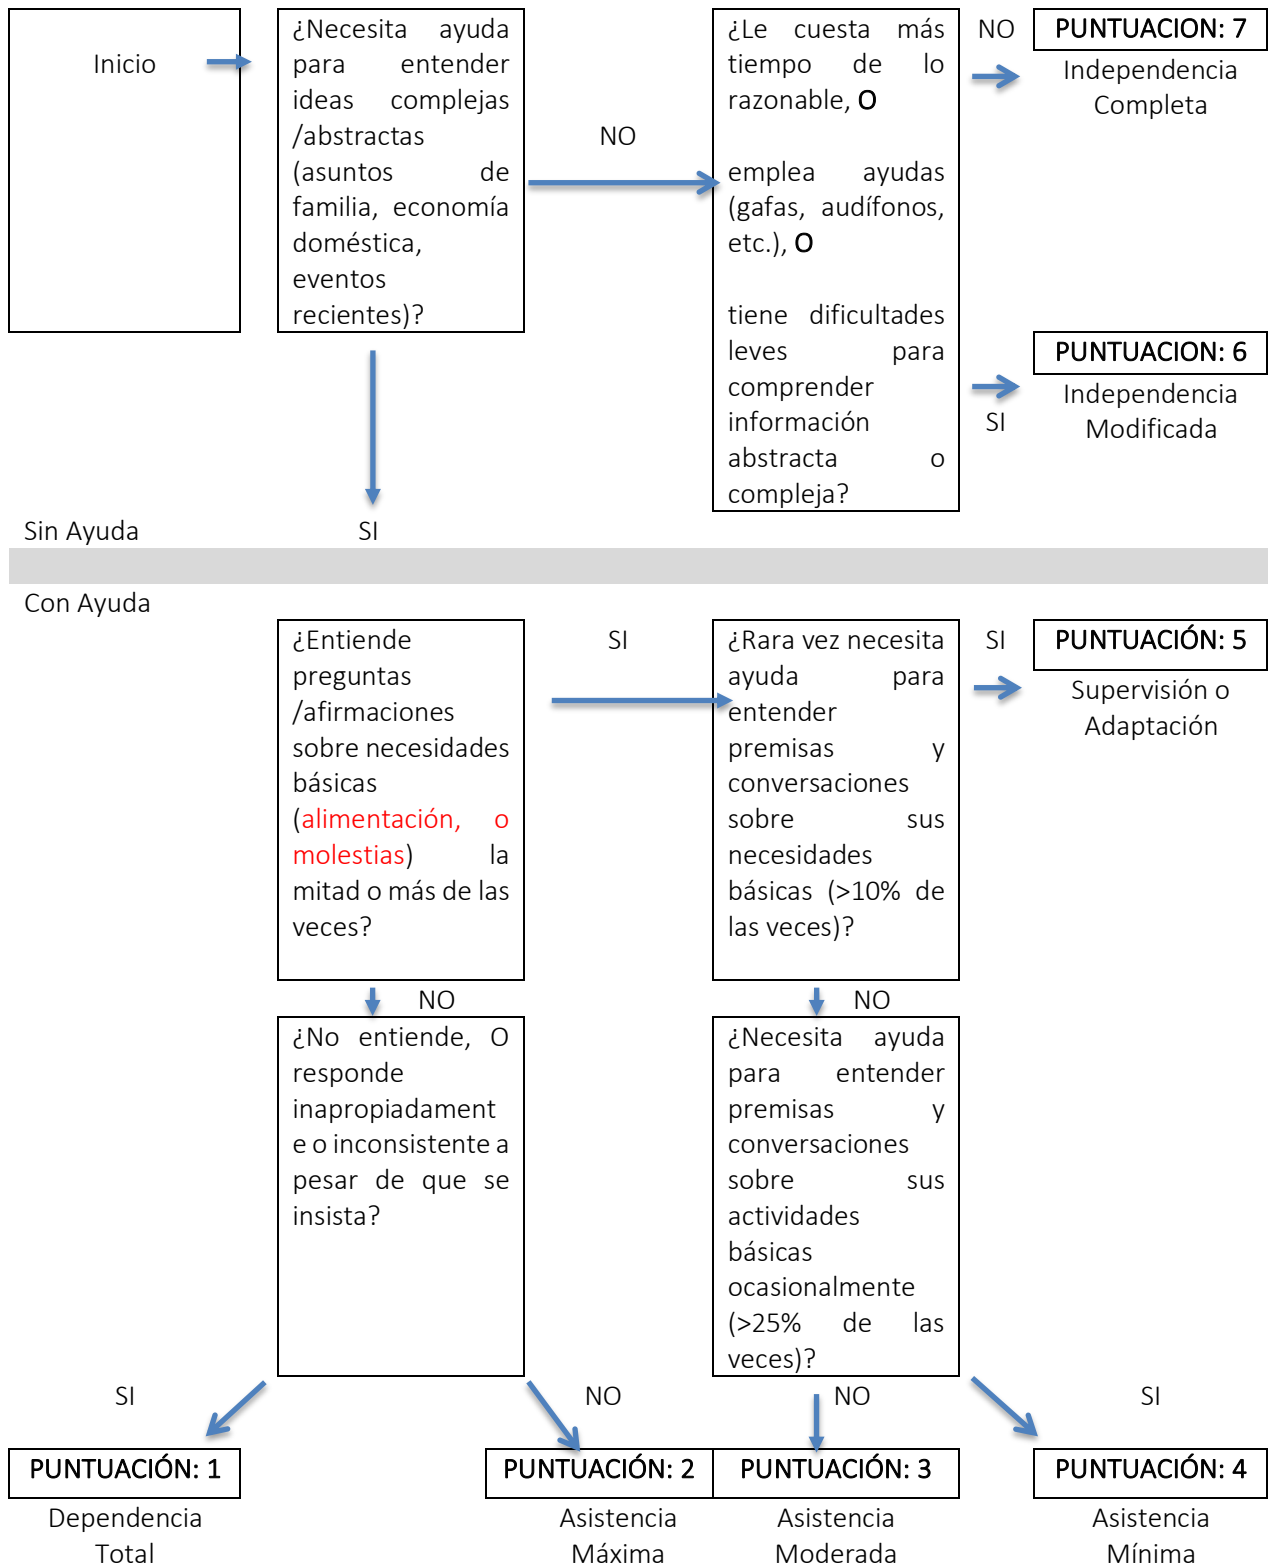 Inicio
¿Necesita ayuda
para entender
ideas complejas
/abstractas
(asuntos de
familia, economía
doméstica,
eventos
recientes)?
NO
¿Le cuesta más
tiempo de lo
razonable, O
emplea ayudas
(gafas, audífonos,
etc.), O
tiene dificultades
leves para
comprender
información
abstracta o
compleja?
NO
PUNTUACION: 7
Independencia
Completa
SI
PUNTUACION: 6
Independencia
Modificada
Sin Ayuda
SI
Con Ayuda
¿Entiende
preguntas
/afirmaciones
sobre necesidades
básicas
(alimentación, o
molestias) la
mitad o más de las
veces?
SI
¿Rara vez necesita
ayuda para
entender
premisas y
conversaciones
sobre sus
necesidades
básicas (>10% de
las veces)?
SI
PUNTUACIÓN: 5
Supervisión o
Adaptación
NO
NO
¿No entiende, O
responde
inapropiadament
e o inconsistente a
pesar de que se
insista?
¿Necesita ayuda
para entender
premisas y
conversaciones
sobre sus
actividades
básicas
ocasionalmente
(>25% de las
veces)?
SI
NO
NO
SI
PUNTUACIÓN: 1
Dependencia
Total
PUNTUACIÓN: 2
Asistencia
Máxima
PUNTUACIÓN: 3
Asistencia
Moderada
PUNTUACIÓN: 4
Asistencia
Mínima